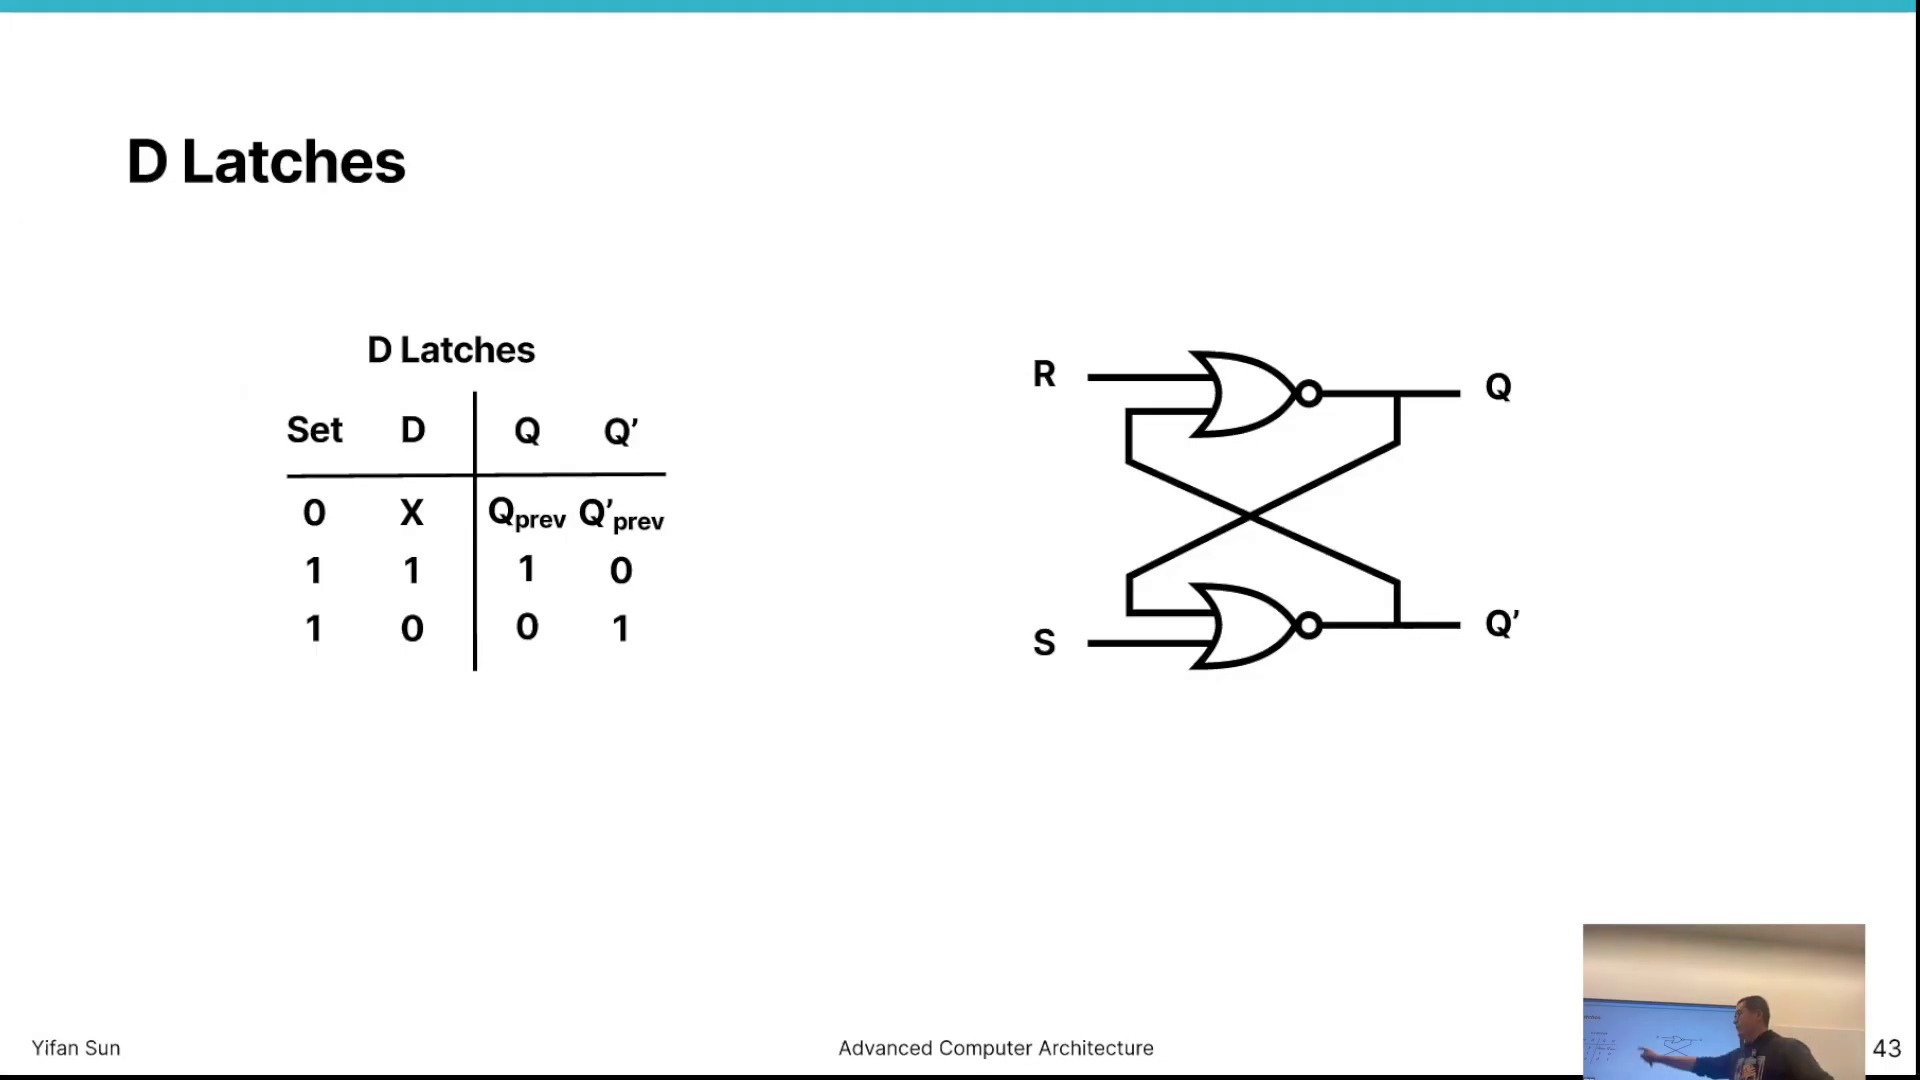 D Latches
D Latches
Set D Q Q’
0 X Qprev Q’prev
1 1 1 0
1 0 0 1
R Q
S Q’
Yifan Sun Advanced Computer Architecture 43